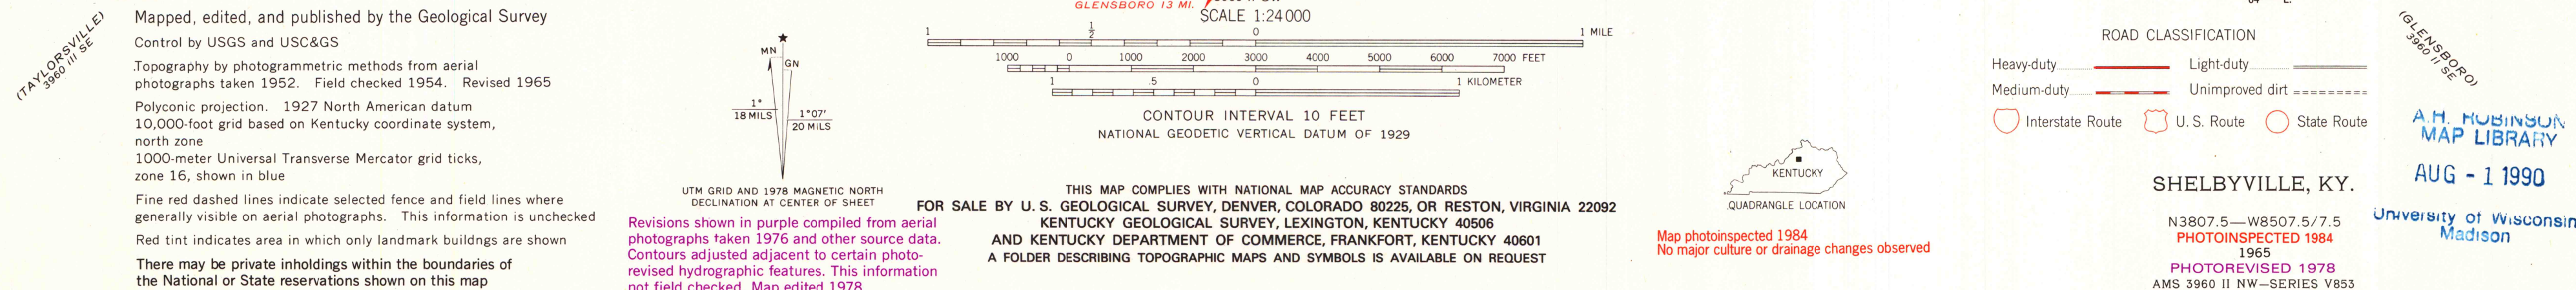 (TAYLORSVILLE)
3960 III SE
Mapped, edited, and published by the Geological Survey
Control by USGS and USC&GS
Topography by photogrammetric methods from aerial
photographs taken 1952. Field checked 1954. Revised 1965
Polyconic projection. 1927 North American datum
10,000-foot grid based on Kentucky coordinate system,
north zone
1000-meter Universal Transverse Mercator grid ticks,
zone 16, shown in blue
Fine red dashed lines indicate selected fence and field lines where
generally visible on aerial photographs. This information is unchecked
Red tint indicates area in which only landmark buildngs are shown
There may be private inholdings within the boundaries of
the National or State reservations shown on this map
MN
GN
1°
18 MILS
1°07'
20 MILS
UTM GRID AND 1978 MAGNETIC NORTH
DECLINATION AT CENTER OF SHEET
Revisions shown in purple compiled from aerial
photographs taken 1976 and other source data.
Contours adjusted adjacent to certain photo-
revised hydrographic features. This information
not field checked. Map edited 1978
GLENSBORO 13 MI.
SCALE 1:24 000
1 ½ 0 1 MILE
1000 0 1000 2000 3000 4000 5000 6000 7000 FEET
1 .5 0 1 KILOMETER
CONTOUR INTERVAL 10 FEET
NATIONAL GEODETIC VERTICAL DATUM OF 1929
THIS MAP COMPLIES WITH NATIONAL MAP ACCURACY STANDARDS
FOR SALE BY U. S. GEOLOGICAL SURVEY, DENVER, COLORADO 80225, OR RESTON, VIRGINIA 22092
KENTUCKY GEOLOGICAL SURVEY, LEXINGTON, KENTUCKY 40506
AND KENTUCKY DEPARTMENT OF COMMERCE, FRANKFORT, KENTUCKY 40601
A FOLDER DESCRIBING TOPOGRAPHIC MAPS AND SYMBOLS IS AVAILABLE ON REQUEST
KENTUCKY
QUADRANGLE LOCATION
Map photoinspected 1984
No major culture or drainage changes observed
ROAD CLASSIFICATION
Heavy-duty Light-duty
Medium-duty Unimproved dirt
Interstate Route U. S. Route State Route
SHELBYVILLE, KY.
N3807.5—W8507.5/7.5
PHOTOINSPECTED 1984
1965
PHOTOREVISED 1978
AMS 3960 II NW—SERIES V853
(GLENSBORO)
3960 II SE
A.H. ROBINSON
MAP LIBRARY
AUG - 1 1990
University of Wisconsin
Madison